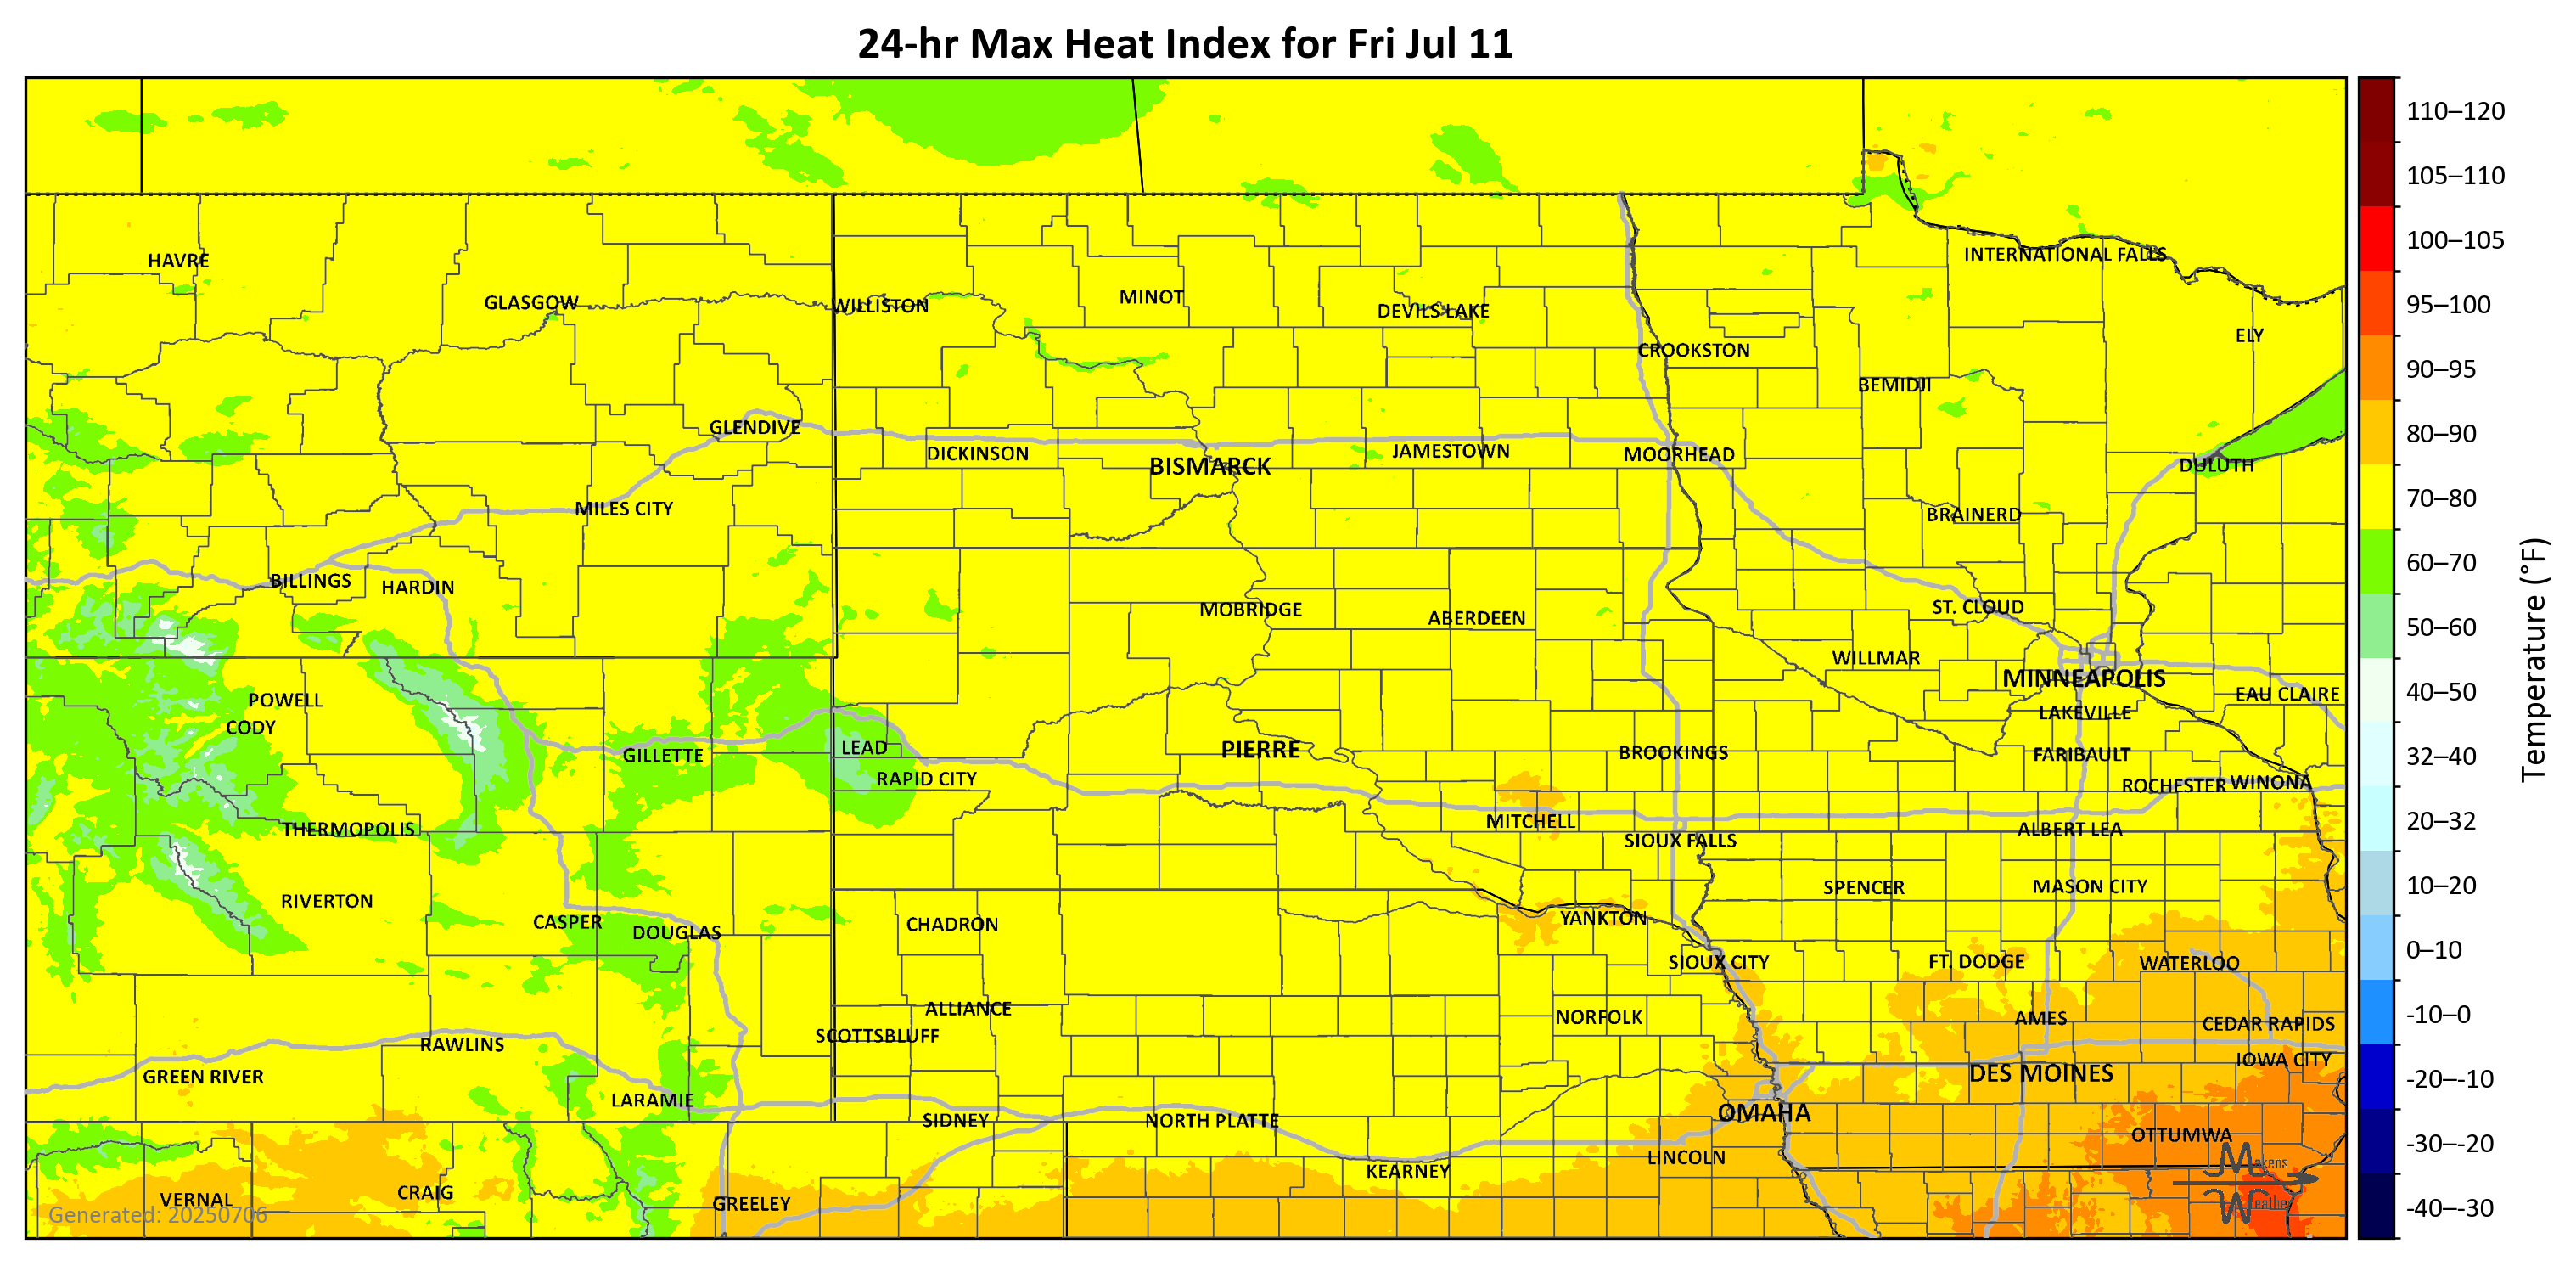 24-hr Max Heat Index for Fri Jul 11
110–120
105–110
100–105
95–100
90–95
80–90
70–80
60–70
50–60
40–50
32–40
20–32
10–20
0–10
-10–0
-20–-10
-30–-20
-40–-30
Temperature (°F)
INTERNATIONAL FALLS
HAVRE
GLASGOW
WILLISTON
MINOT
DEVILS LAKE
ELY
CROOKSTON
BEMIDJI
GLENDIVE
DICKINSON
BISMARCK
JAMESTOWN
MOORHEAD
DULUTH
MILES CITY
BRAINERD
BILLINGS
HARDIN
MOBRIDGE
ABERDEEN
ST. CLOUD
WILLMAR
MINNEAPOLIS
POWELL
EAU CLAIRE
CODY
LAKEVILLE
GILLETTE
LEAD
PIERRE
BROOKINGS
FARIBAULT
RAPID CITY
ROCHESTER
WINONA
THERMOPOLIS
MITCHELL
SIOUX FALLS
ALBERT LEA
RIVERTON
SPENCER
MASON CITY
CASPER
DOUGLAS
CHADRON
YANKTON
SIOUX CITY
FT. DODGE
WATERLOO
ALLIANCE
NORFOLK
AMES
CEDAR RAPIDS
RAWLINS
SCOTTSBLUFF
IOWA CITY
GREEN RIVER
DES MOINES
LARAMIE
SIDNEY
NORTH PLATTE
OMAHA
OTTUMWA
KEARNEY
LINCOLN
VERNAL
CRAIG
GREELEY
Makens
Weather
Generated: 20250706